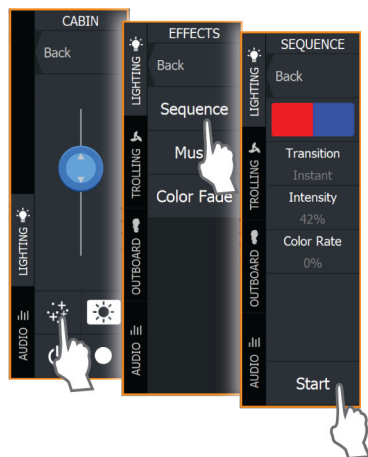 CABIN
Back
LIGHTING
AUDIO
EFFECTS
Back
Sequence
Color Fade
LIGHTING
TROLLING
OUTBOARD
AUDIO
SEQUENCE
Back
Transition
Instant
Intensity
42%
Color Rate
0%
Start
LIGHTING
TROLLING
OUTBOARD
AUDIO